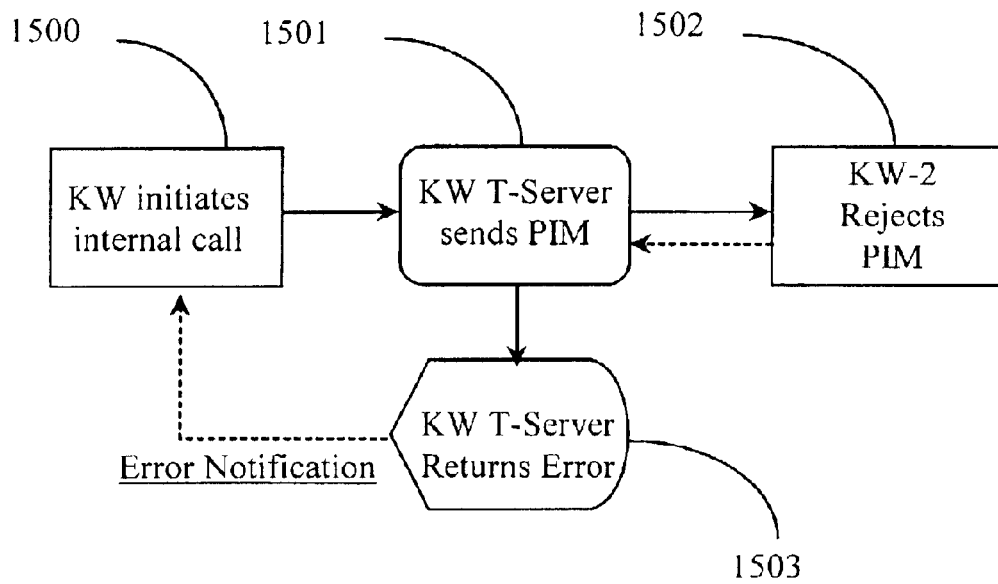 1500
1501
1502
KW initiates
internal call
KW T-Server
sends PIM
KW-2
Rejects
PIM
KW T-Server
Returns Error
Error Notification
1503